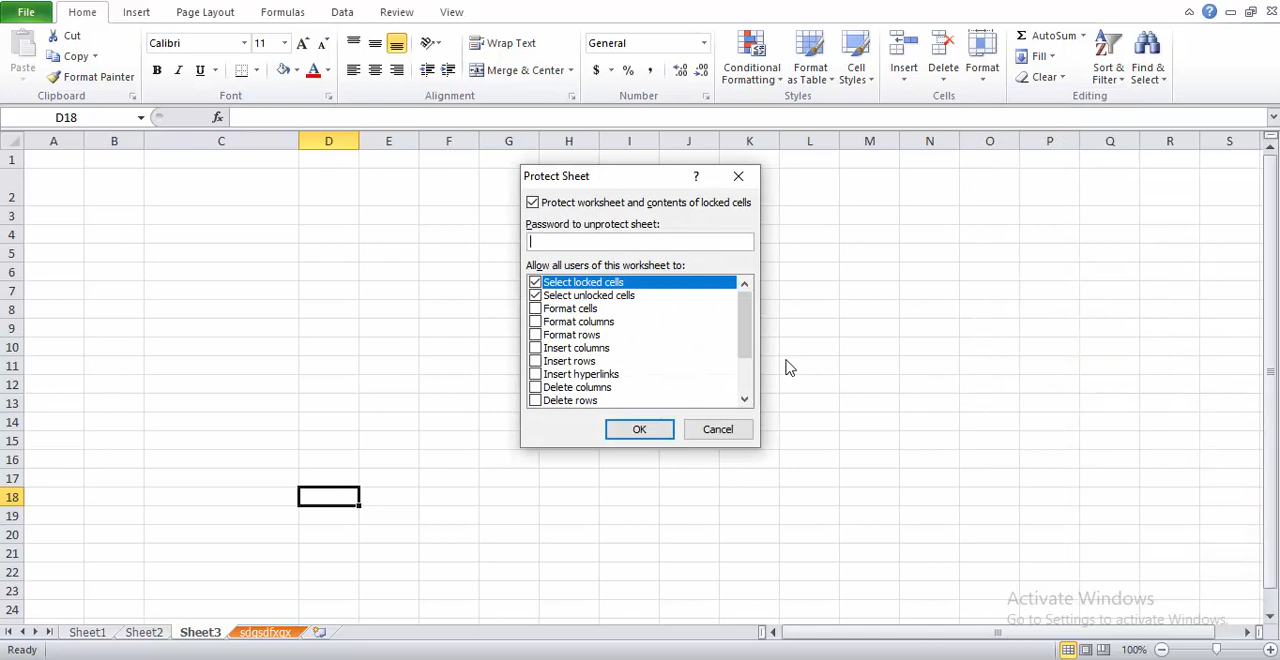 File Home Insert Page Layout Formulas Data Review View
Paste Cut Copy Format Painter Clipboard
Calibri 11 B I U A Font
Wrap Text Merge & Center Alignment
General $ % , Number
Conditional Formatting Format as Table Cell Styles Styles
Insert Delete Format Cells
Σ AutoSum Fill Clear Sort & Filter Find & Select Editing
D18 fx
A B C D E F G H I J K L M N O P Q R S
1
2
3
4
5
6
7
8
9
10
11
12
13
14
15
16
17
18
19
20
21
22
23
24
Protect Sheet ?
Protect worksheet and contents of locked cells
Password to unprotect sheet:
Allow all users of this worksheet to:
Select locked cells
Select unlocked cells
Format cells
Format columns
Format rows
Insert columns
Insert rows
Insert hyperlinks
Delete columns
Delete rows
OK Cancel
Activate Windows
Go to Settings to activate Windows.
Sheet1 Sheet2 Sheet3
Ready 100%